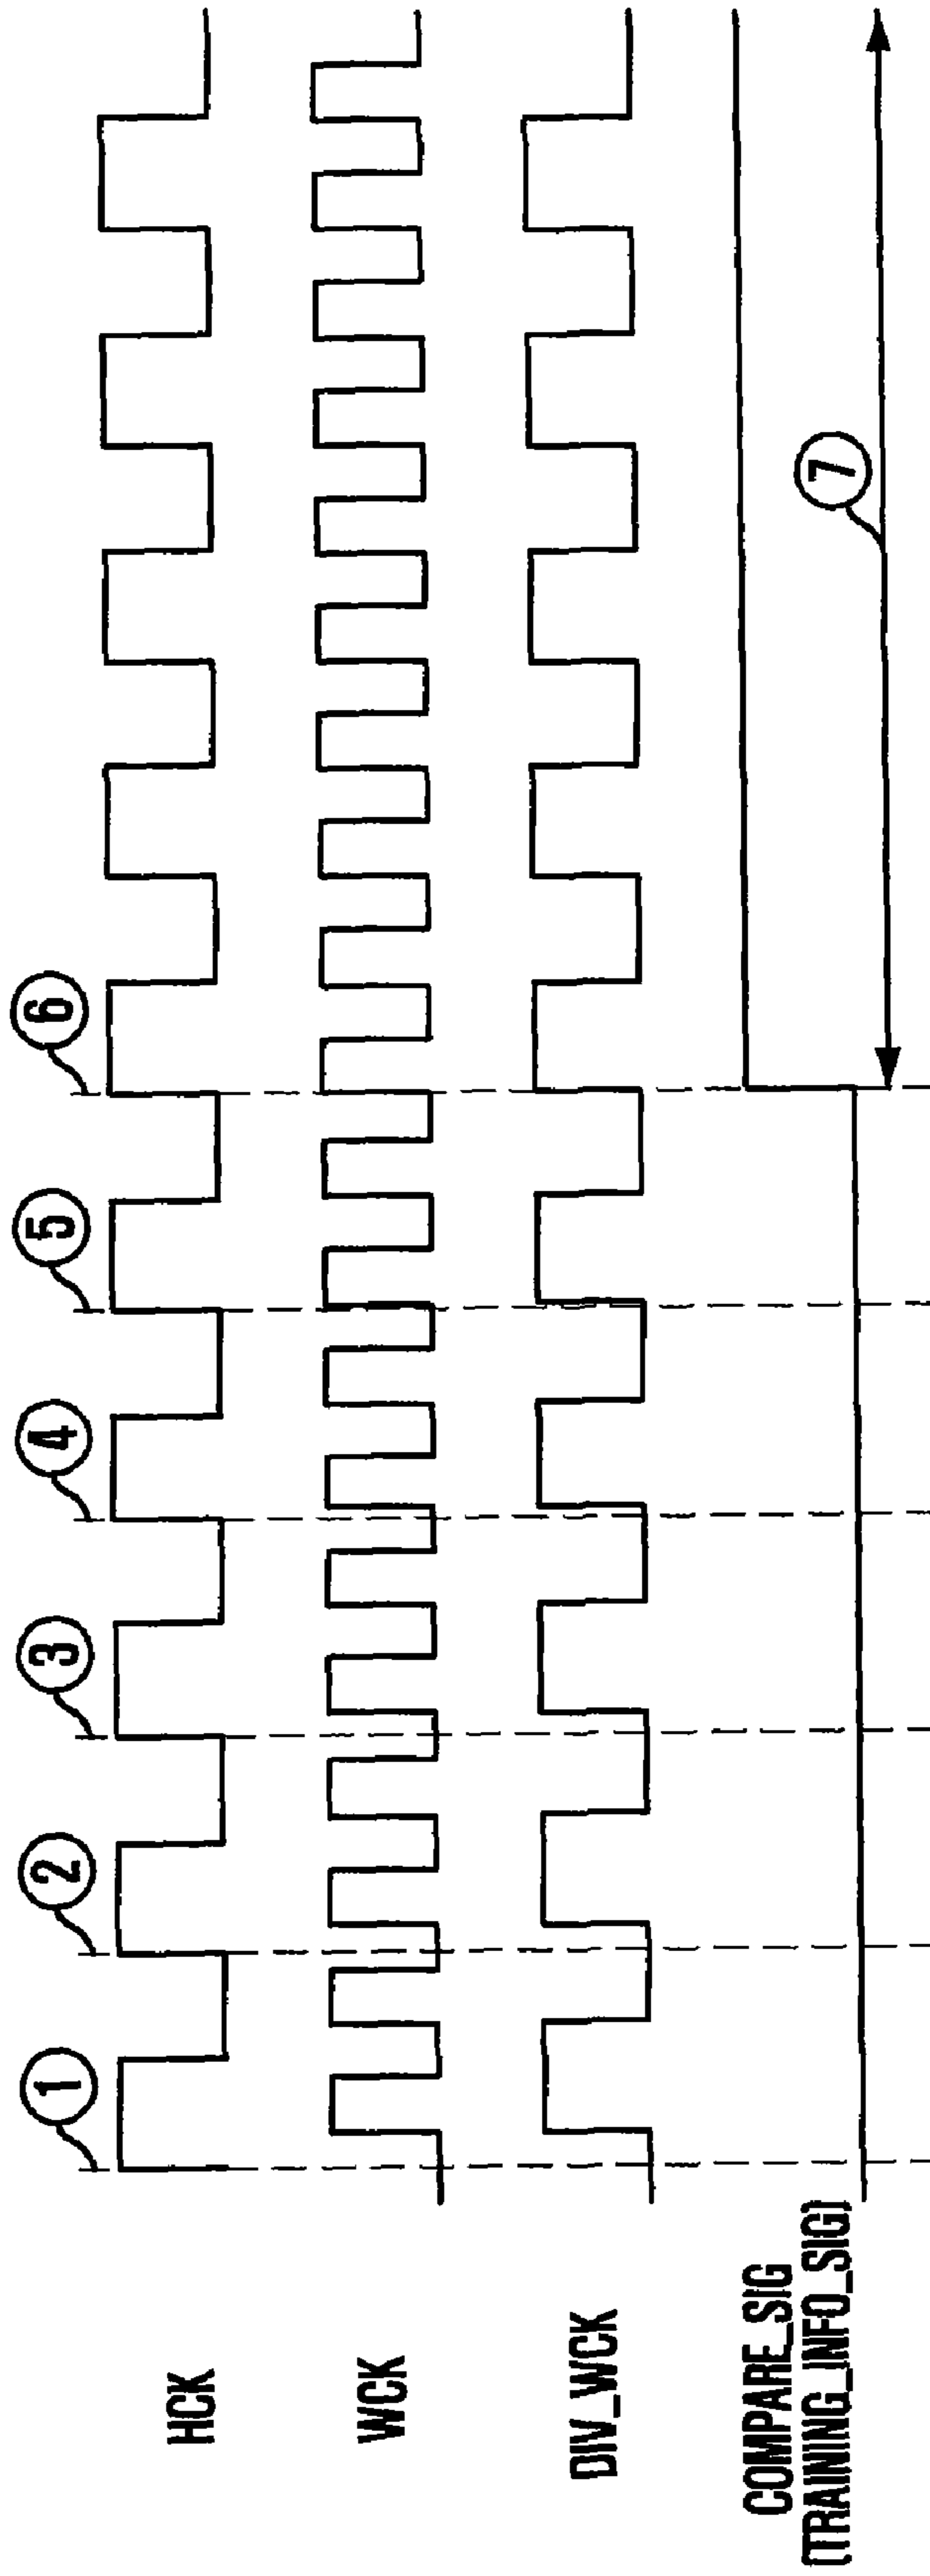 1 2 3 4 5 6
HCK
WCK
DIV_WCK
COMPARE_SIG
(TRAINING_INFO_SIG)
7